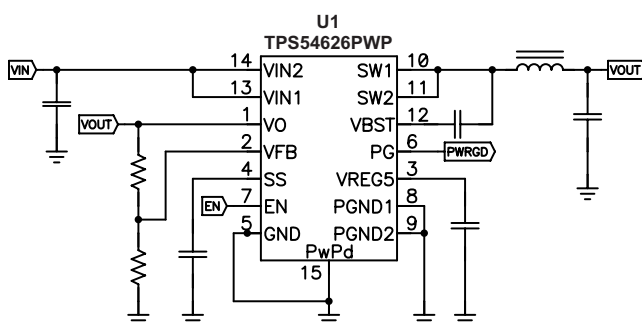 U1
TPS54626PWP
VIN 14 VIN2 SW1 10 VOUT
13 VIN1 SW2 11
VOUT 1 VO VBST 12
2 VFB PG 6 PWRGD
4 SS VREG5 3
EN 7 EN PGND1 8
5 GND PGND2 9
PwPd
15